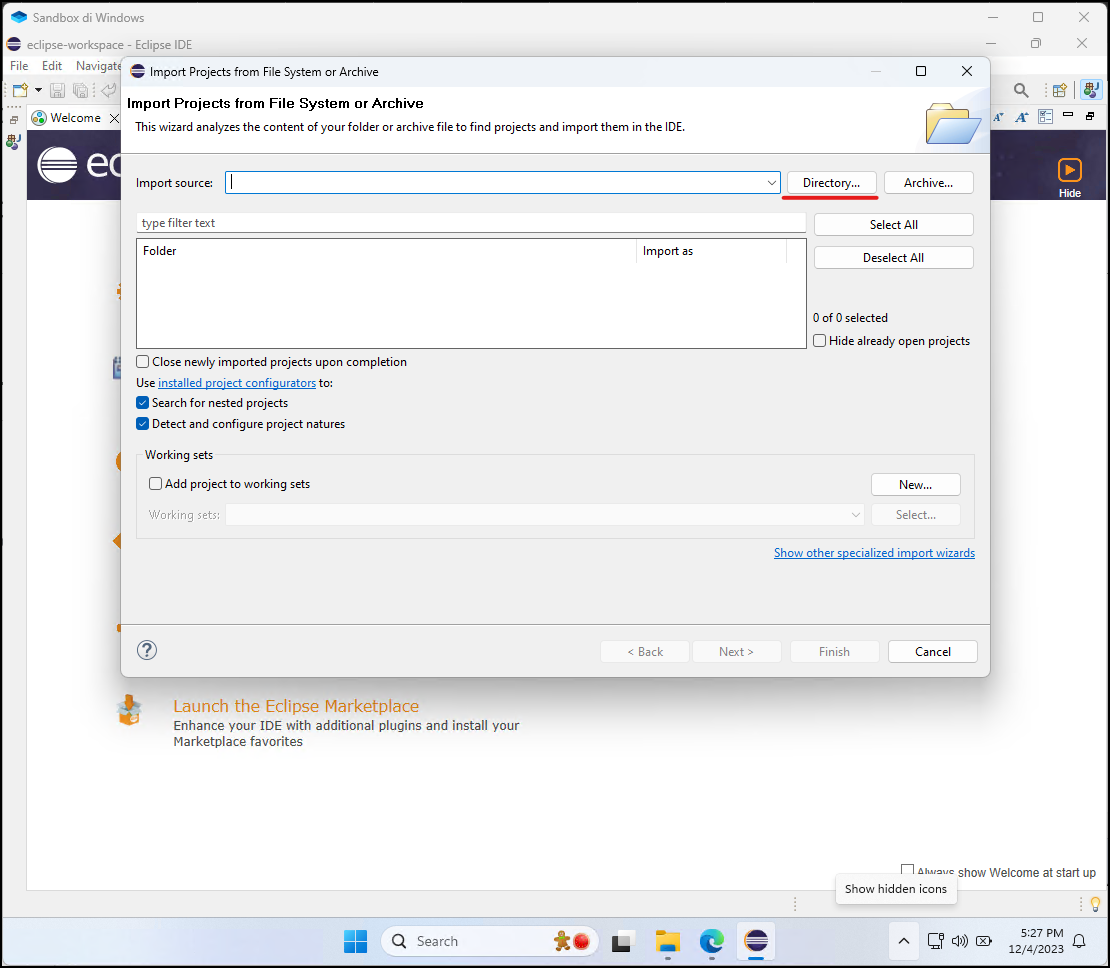 Sandbox di Windows
eclipse-workspace - Eclipse IDE
File Edit Navigate
Welcome
ec
Hide
Import Projects from File System or Archive
Import Projects from File System or Archive
This wizard analyzes the content of your folder or archive file to find projects and import them in the IDE.
Import source:
Directory...
Archive...
type filter text
Select All
Folder
Import as
Deselect All
0 of 0 selected
Hide already open projects
Close newly imported projects upon completion
Use installed project configurators to:
Search for nested projects
Detect and configure project natures
Working sets
Add project to working sets
New...
Working sets:
Select...
Show other specialized import wizards
?
< Back
Next >
Finish
Cancel
Launch the Eclipse Marketplace
Enhance your IDE with additional plugins and install your
Marketplace favorites
Always show Welcome at start up
Show hidden icons
Search
5:27 PM
12/4/2023